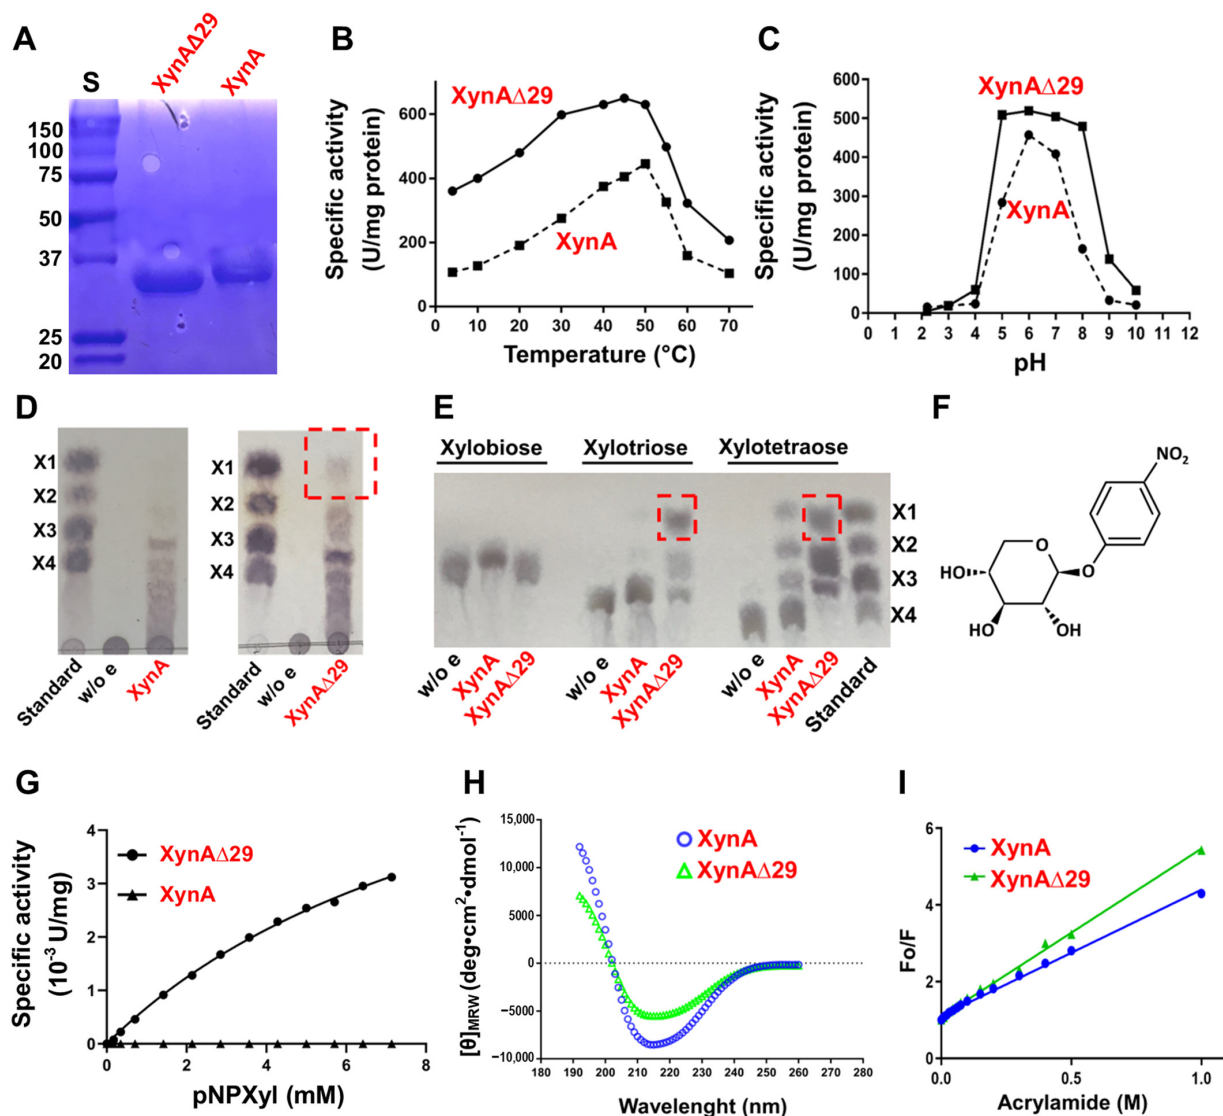 A
S
XynAΔ29
XynA
150
100
75
50
37
25
20
B
Specific activity
(U/mg protein)
600
400
200
0
XynAΔ29
XynA
0 10 20 30 40 50 60 70
Temperature (°C)
C
Specific activity
(U/mg protein)
600
500
400
300
200
100
0
XynAΔ29
XynA
0 1 2 3 4 5 6 7 8 9 10 11 12
pH
D
X1
X2
X3
X4
Standard
w/o e
XynA
X1
X2
X3
X4
Standard
w/o e
XynAΔ29
E
Xylobiose
Xylotriose
Xylotetraose
X1
X2
X3
X4
w/o e
XynA
XynAΔ29
w/o e
XynA
XynAΔ29
w/o e
XynA
XynAΔ29
Standard
F
NO2
O
O
HO
HO
OH
G
Specific activity
(10⁻³ U/mg)
4
3
2
1
0
XynAΔ29
XynA
0 2 4 6 8
pNPXyl (mM)
H
[θ]MRW (deg•cm²•dmol⁻¹)
15,000
10,000
5000
0
−5000
−10,000
XynA
XynAΔ29
180 190 200 210 220 230 240 250 260 270 280
Wavelenght (nm)
I
Fo/F
6
4
2
0
XynA
XynAΔ29
0.0 0.5 1.0
Acrylamide (M)